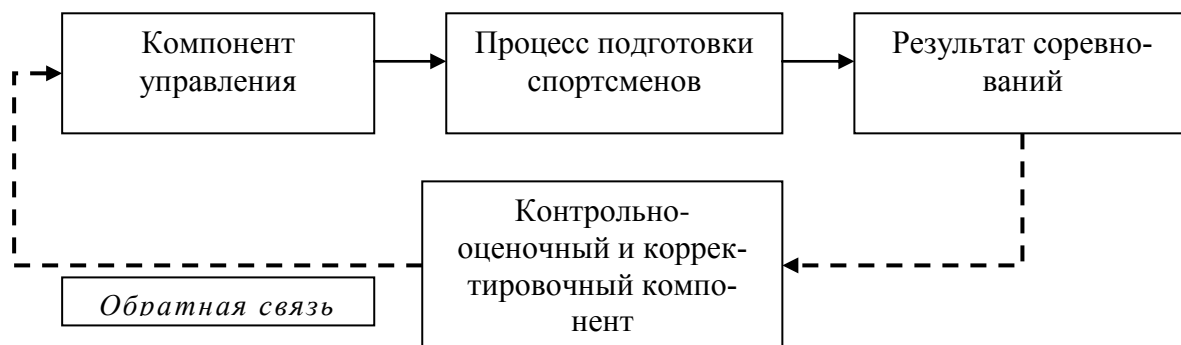 Компонент
управления
Процесс подготовки
спортсменов
Результат соревно-
ваний
Контрольно-
оценочный и коррек-
тировочный компо-
нент
Обратная связь